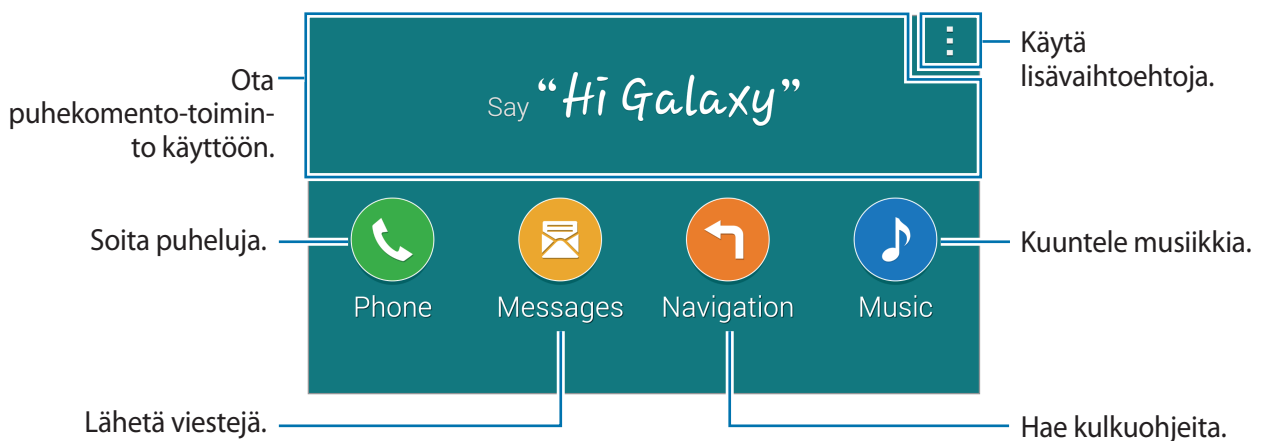 Käytä
lisävaihtoehtoja.
Ota
puhekomento-toimin-
to käyttöön.
Say “Hi Galaxy”
Soita puheluja.
Kuuntele musiikkia.
Phone
Messages
Navigation
Music
Lähetä viestejä.
Hae kulkuohjeita.